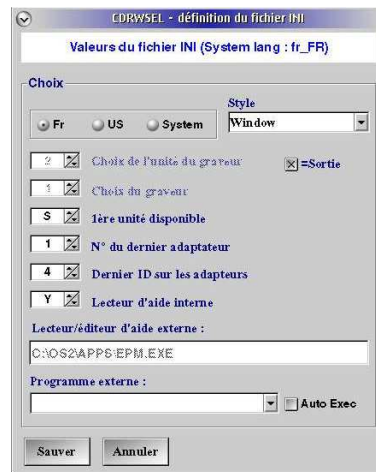 CDRWSEL - définition du fichier INI
Valeurs du fichier INI (System lang : fr_FR)
Choix
Fr US System
Style
Window
2 Choix de l'unité du graveur
=Sortie
1 Choix du graveur
S 1ère unité disponible
1 N° du dernier adaptateur
4 Dernier ID sur les adapteurs
Y Lecteur d'aide interne
Lecteur/éditeur d'aide externe :
C:\OS2\APPS\EPM.EXE
Programme externe :
Auto Exec
Sauver Annuler